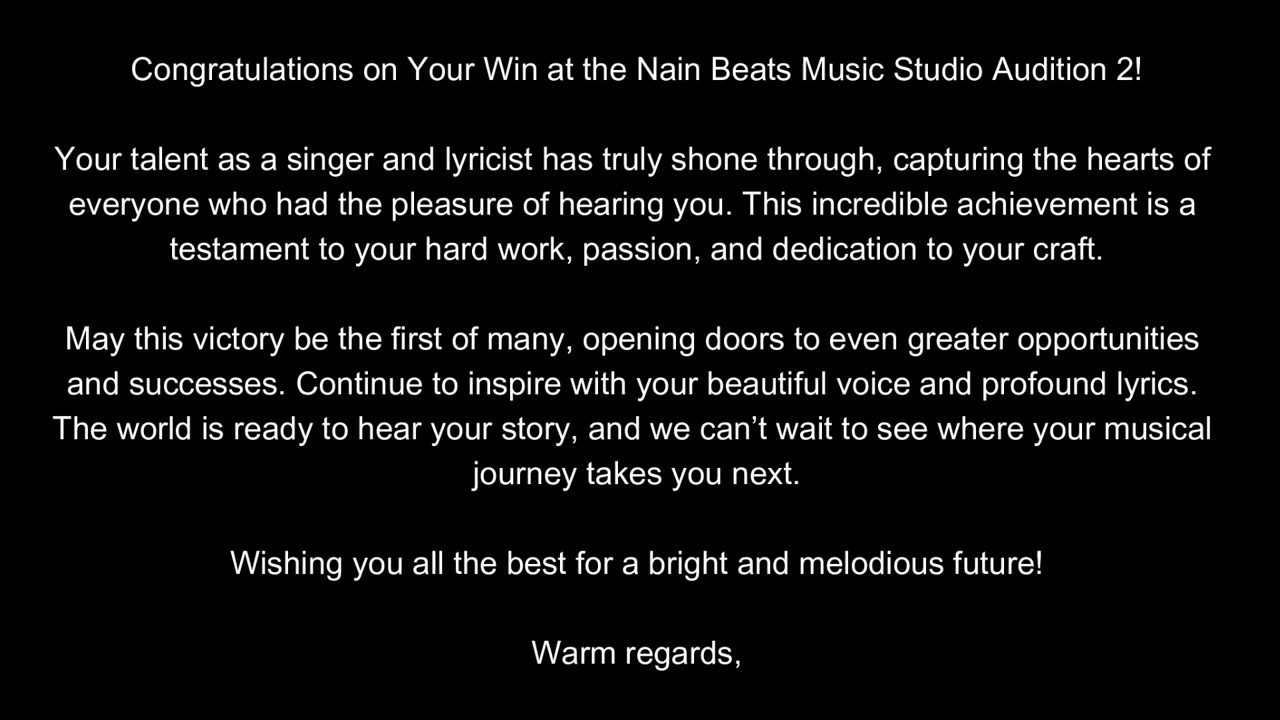 Congratulations on Your Win at the Nain Beats Music Studio Audition 2!
Your talent as a singer and lyricist has truly shone through, capturing the hearts of
everyone who had the pleasure of hearing you. This incredible achievement is a
testament to your hard work, passion, and dedication to your craft.
May this victory be the first of many, opening doors to even greater opportunities
and successes. Continue to inspire with your beautiful voice and profound lyrics.
The world is ready to hear your story, and we can’t wait to see where your musical
journey takes you next.
Wishing you all the best for a bright and melodious future!
Warm regards,